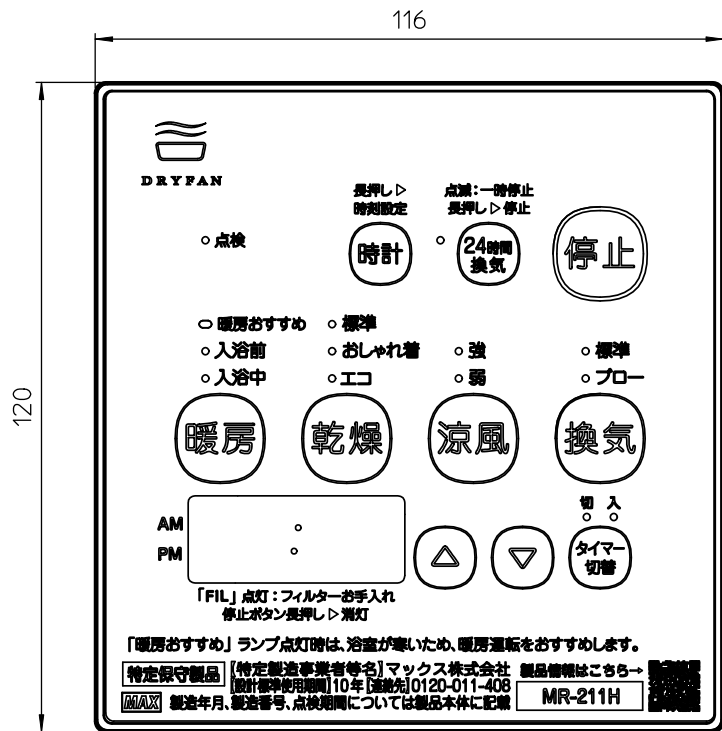 116
120
DRYFAN
長押し▷
時刻設定
点滅：一時停止
長押し▷停止
点検
時計
24時間
換気
停止
暖房おすすめ
標準
入浴前
おしゃれ着
強
標準
入浴中
エコ
弱
ブロー
暖房
乾燥
涼風
換気
切 入
AM
PM
△
▽
タイマー
切替
「FIL」点灯：フィルターお手入れ
停止ボタン長押し▷消灯
「暖房おすすめ」ランプ点灯時は、浴室が寒いため、暖房運転をおすすめします。
特定保守製品
【特定製造事業者等名】マックス株式会社
製品情報はこちら→
【設計標準使用期間】10年【連絡先】0120-011-408
MR-211H
MAX
製造年月、製造番号、点検期間については製品本体に記載